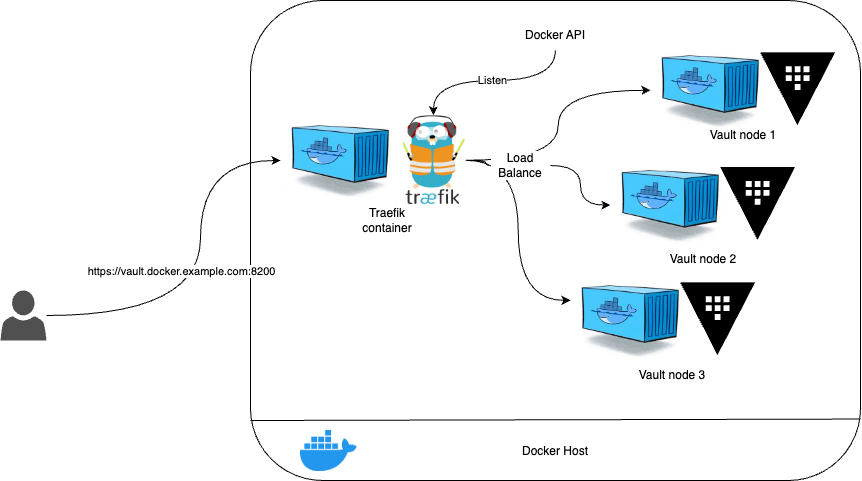 Docker API
Listen
Vault node 1
Load
Balance
træfik
Traefik
container
Vault node 2
https://vault.docker.example.com:8200
Vault node 3
Docker Host